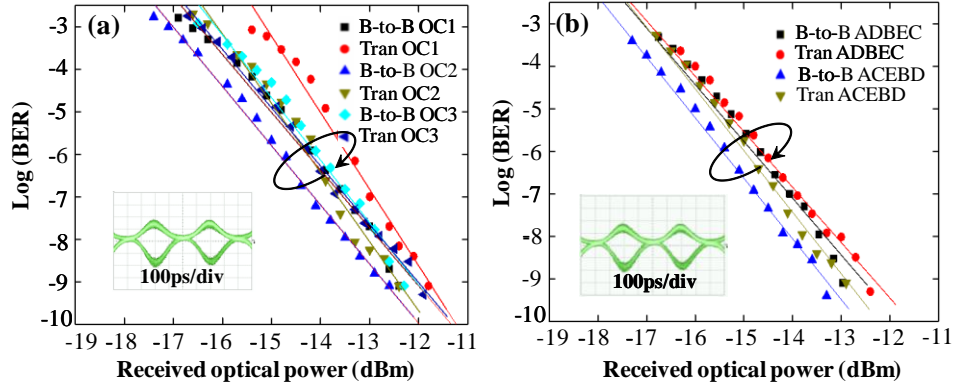 (a)
B-to-B OC1
Tran OC1
B-to-B OC2
Tran OC2
B-to-B OC3
Tran OC3
-3
-4
-5
-6
-7
-8
-9
-10
Log (BER)
100ps/div
-19 -18 -17 -16 -15 -14 -13 -12 -11
Received optical power (dBm)
(b)
B-to-B ADBEC
Tran ADBEC
B-to-B ACEBD
Tran ACEBD
-3
-4
-5
-6
-7
-8
-9
-10
Log (BER)
100ps/div
-19 -18 -17 -16 -15 -14 -13 -12 -11
Received optical power (dBm)